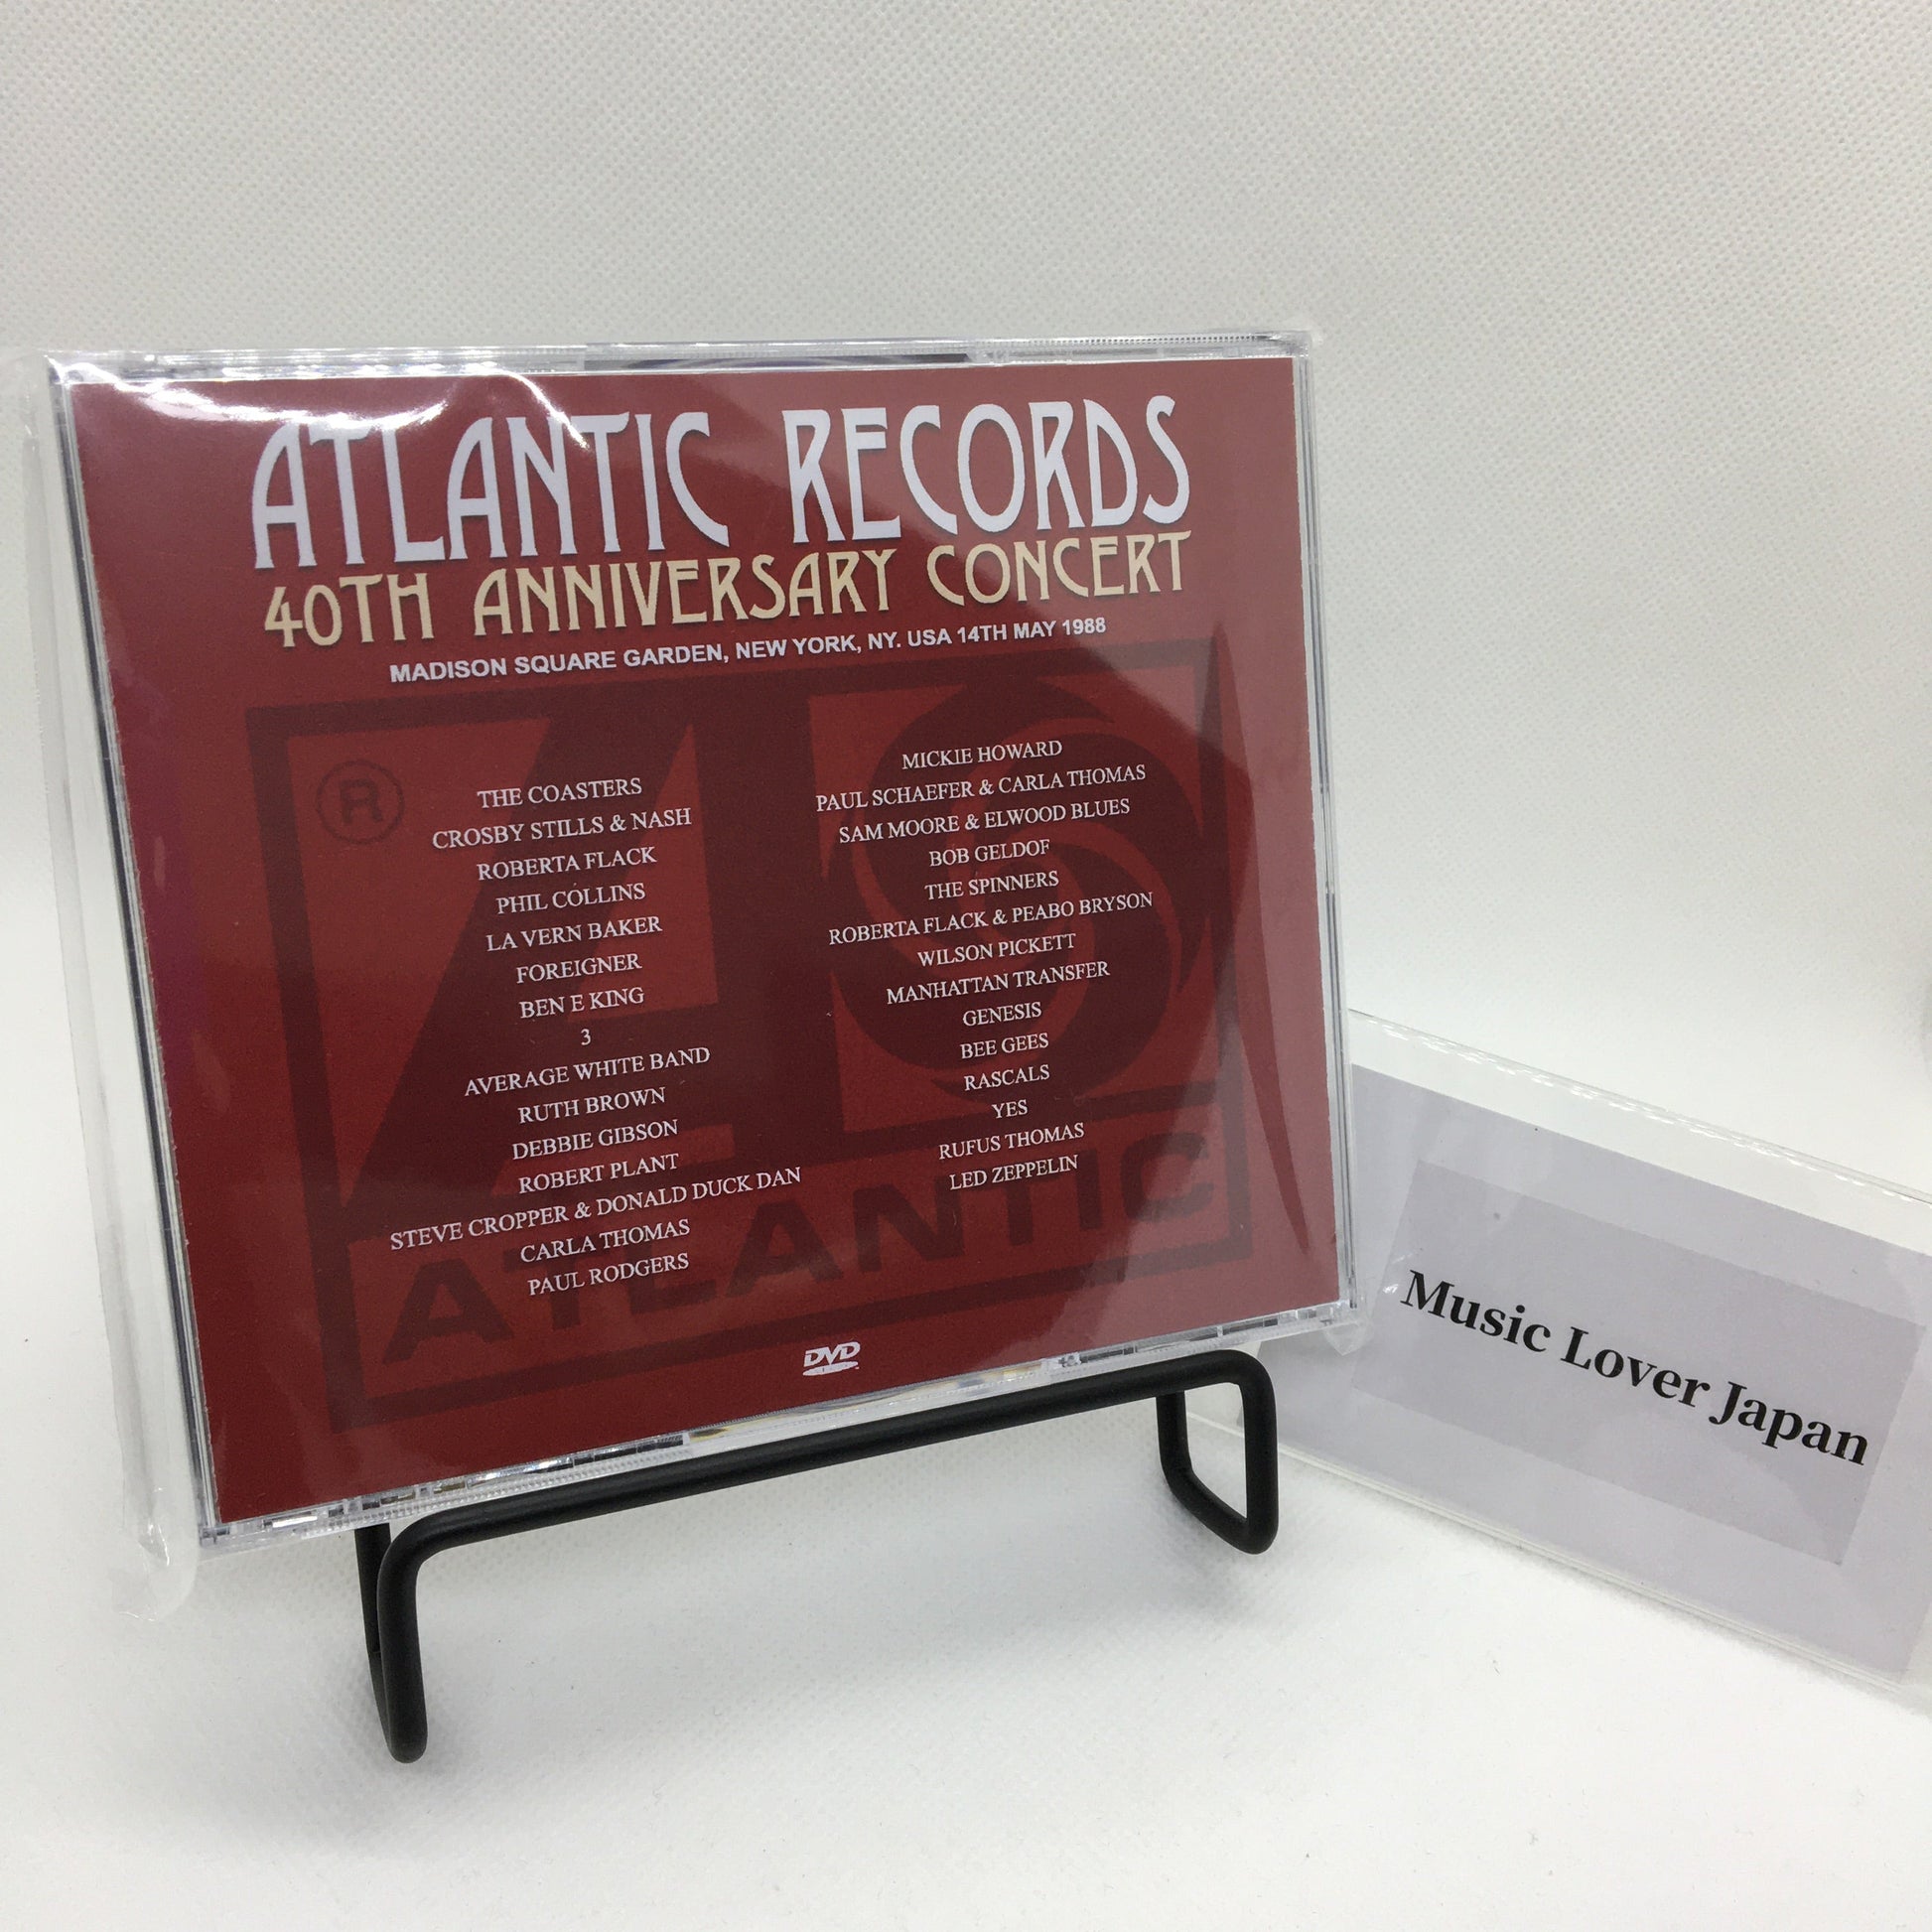 ATLANTIC RECORDS
40TH ANNIVERSARY CONCERT
MADISON SQUARE GARDEN, NEW YORK, NY. USA 14TH MAY 1988
®
THE COASTERS
CROSBY STILLS & NASH
ROBERTA FLACK
PHIL COLLINS
LA VERN BAKER
FOREIGNER
BEN E KING
3
AVERAGE WHITE BAND
RUTH BROWN
DEBBIE GIBSON
ROBERT PLANT
STEVE CROPPER & DONALD DUCK DAN
CARLA THOMAS
PAUL RODGERS
MICKIE HOWARD
PAUL SCHAEFER & CARLA THOMAS
SAM MOORE & ELWOOD BLUES
BOB GELDOF
THE SPINNERS
ROBERTA FLACK & PEABO BRYSON
WILSON PICKETT
MANHATTAN TRANSFER
GENESIS
BEE GEES
RASCALS
YES
RUFUS THOMAS
LED ZEPPELIN
40
ATLANTIC
DVD
Music Lover Japan